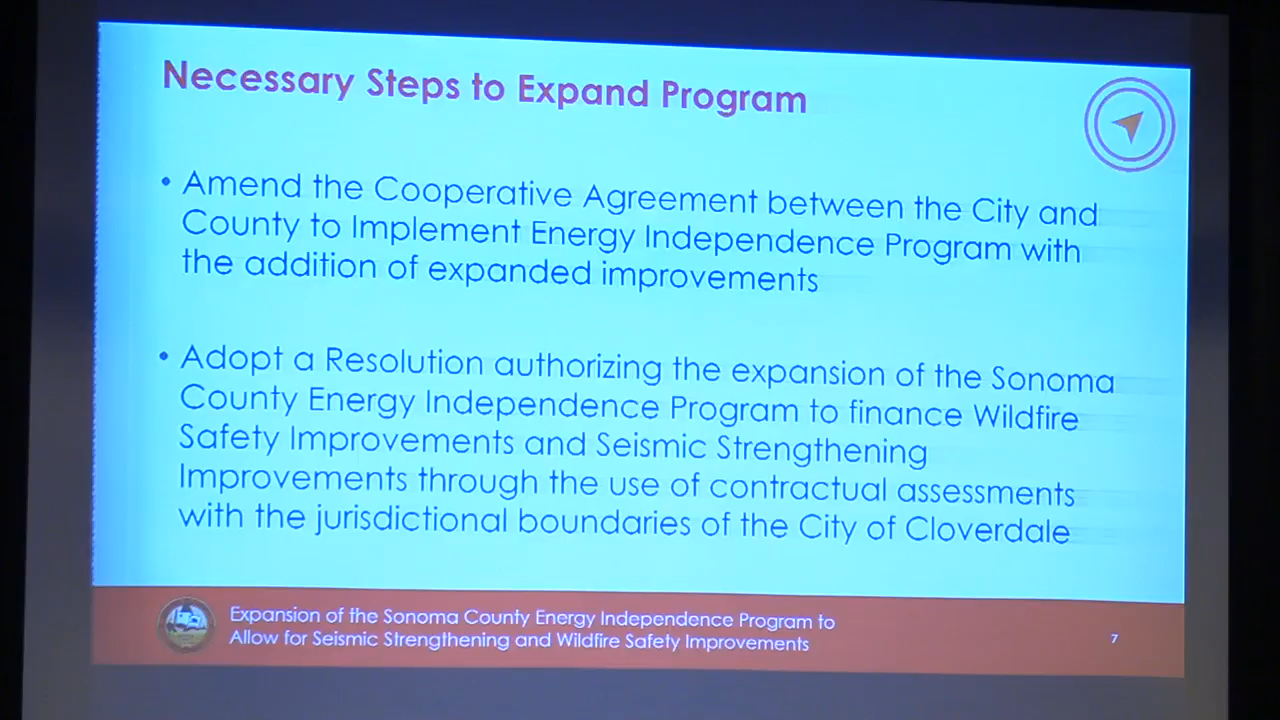 Necessary Steps to Expand Program
• Amend the Cooperative Agreement between the City and
County to Implement Energy Independence Program with
the addition of expanded improvements
• Adopt a Resolution authorizing the expansion of the Sonoma
County Energy Independence Program to finance Wildfire
Safety Improvements and Seismic Strengthening
Improvements through the use of contractual assessments
with the jurisdictional boundaries of the City of Cloverdale
Expansion of the Sonoma County Energy Independence Program to
Allow for Seismic Strengthening and Wildfire Safety Improvements
7